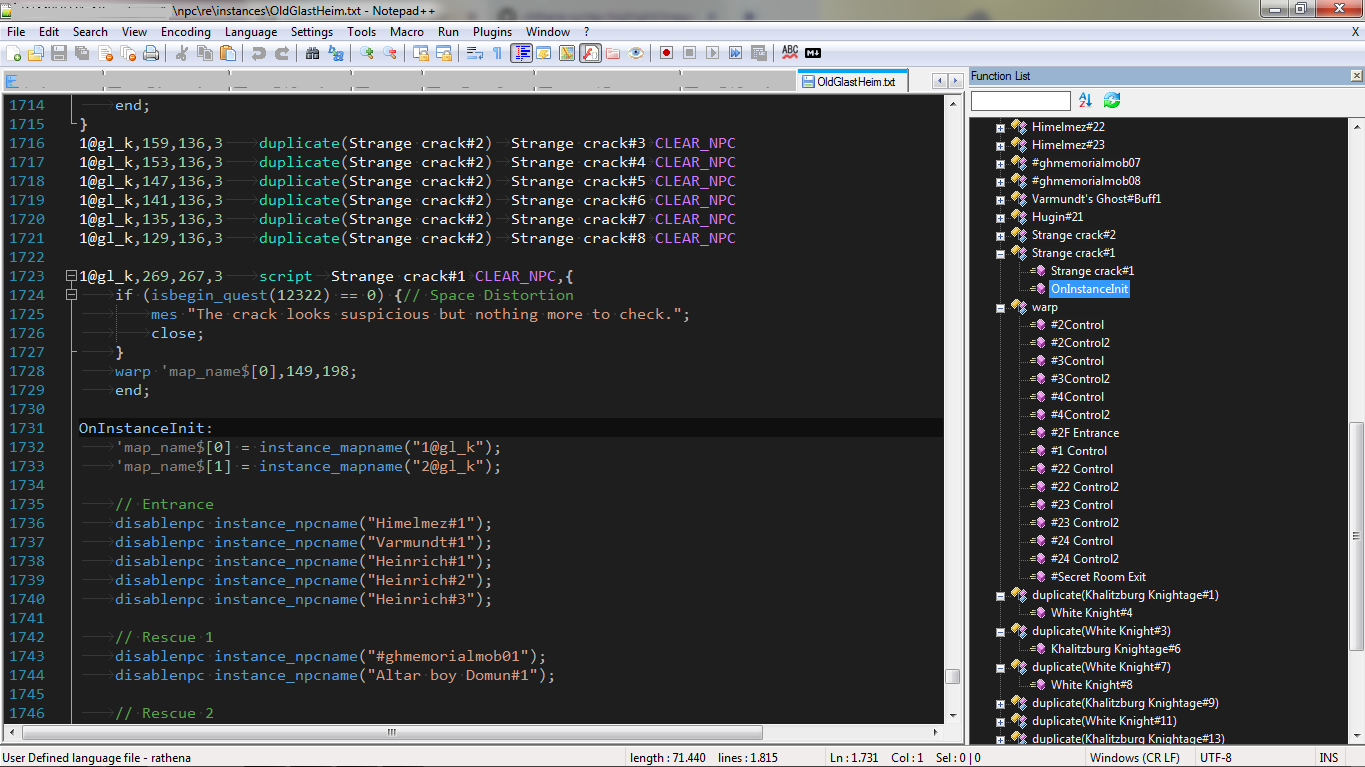 \npc\re\instances\OldGlastHeim.txt - Notepad++
File Edit Search View Encoding Language Settings Tools Macro Run Plugins Window ? X
OldGlastHeim.txt
1714 end;
1715 }
1716 1@gl_k,159,136,3 duplicate(Strange crack#2) Strange crack#3 CLEAR_NPC
1717 1@gl_k,153,136,3 duplicate(Strange crack#2) Strange crack#4 CLEAR_NPC
1718 1@gl_k,147,136,3 duplicate(Strange crack#2) Strange crack#5 CLEAR_NPC
1719 1@gl_k,141,136,3 duplicate(Strange crack#2) Strange crack#6 CLEAR_NPC
1720 1@gl_k,135,136,3 duplicate(Strange crack#2) Strange crack#7 CLEAR_NPC
1721 1@gl_k,129,136,3 duplicate(Strange crack#2) Strange crack#8 CLEAR_NPC
1722
1723 1@gl_k,269,267,3 script Strange crack#1 CLEAR_NPC,{
1724 if (isbegin_quest(12322) == 0) {// Space Distortion
1725 mes "The crack looks suspicious but nothing more to check.";
1726 close;
1727 }
1728 warp 'map_name$[0],149,198;
1729 end;
1730
1731 OnInstanceInit:
1732 'map_name$[0] = instance_mapname("1@gl_k");
1733 'map_name$[1] = instance_mapname("2@gl_k");
1734
1735 // Entrance
1736 disablenpc instance_npcname("Himelmez#1");
1737 disablenpc instance_npcname("Varmundt#1");
1738 disablenpc instance_npcname("Heinrich#1");
1739 disablenpc instance_npcname("Heinrich#2");
1740 disablenpc instance_npcname("Heinrich#3");
1741
1742 // Rescue 1
1743 disablenpc instance_npcname("#ghmemorialmob01");
1744 disablenpc instance_npcname("Altar boy Domun#1");
1745
1746 // Rescue 2
Function List
Himelmez#22
Himelmez#23
#ghmemorialmob07
#ghmemorialmob08
Varmundt's Ghost#Buff1
Hugin#21
Strange crack#2
Strange crack#1
Strange crack#1
OnInstanceInit
warp
#2Control
#2Control2
#3Control
#3Control2
#4Control
#4Control2
#2F Entrance
#1 Control
#22 Control
#22 Control2
#23 Control
#23 Control2
#24 Control
#24 Control2
#Secret Room Exit
duplicate(Khalitzburg Knightage#1)
White Knight#4
duplicate(White Knight#3)
Khalitzburg Knightage#6
duplicate(White Knight#7)
White Knight#8
duplicate(Khalitzburg Knightage#9)
duplicate(White Knight#11)
duplicate(Khalitzburg Knightage#13)
User Defined language file - rathena length : 71.440 lines : 1.815 Ln : 1.731 Col : 1 Sel : 0 | 0 Windows (CR LF) UTF-8 INS